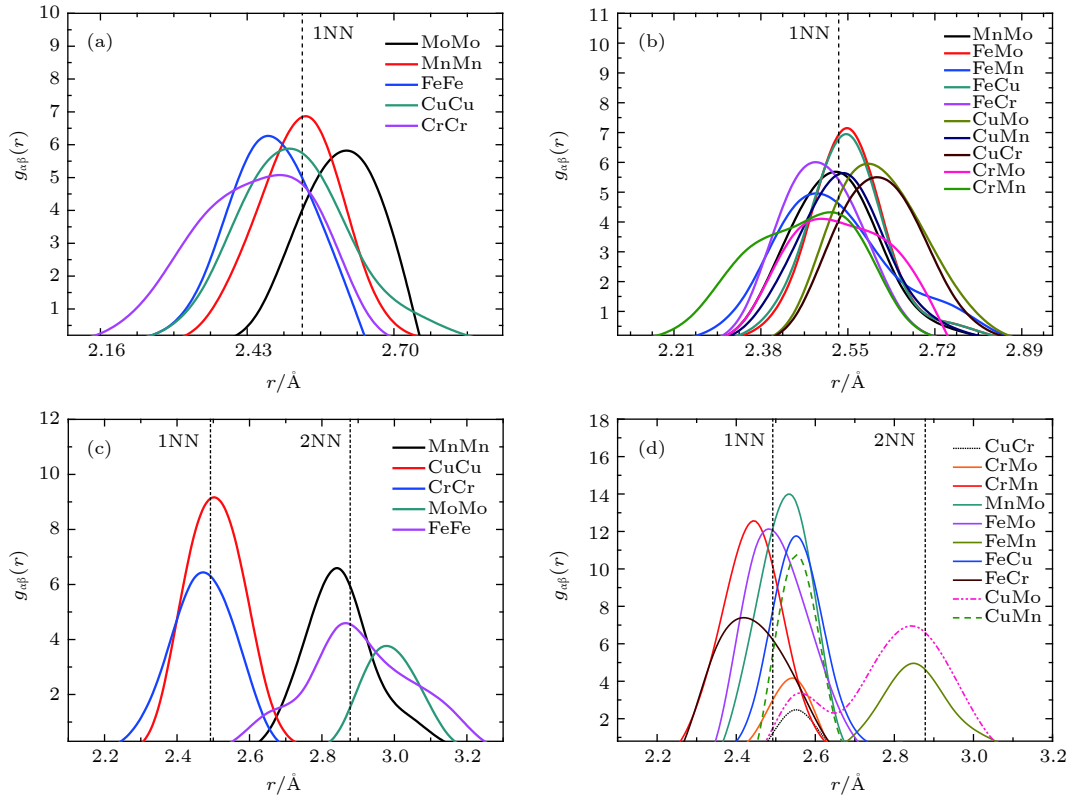 (a)
1NN
MoMo
MnMn
FeFe
CuCu
CrCr
10
9
8
7
6
5
4
3
2
1
gαβ(r)
2.16 2.43 2.70
r/Å
(b)
1NN
MnMo
FeMo
FeMn
FeCu
FeCr
CuMo
CuMn
CuCr
CrMo
CrMn
11
10
9
8
7
6
5
4
3
2
1
gαβ(r)
2.21 2.38 2.55 2.72 2.89
r/Å
(c)
1NN 2NN
MnMn
CuCu
CrCr
MoMo
FeFe
12
10
8
6
4
2
gαβ(r)
2.2 2.4 2.6 2.8 3.0 3.2
r/Å
(d)
1NN 2NN
CuCr
CrMo
CrMn
MnMo
FeMo
FeMn
FeCu
FeCr
CuMo
CuMn
18
16
14
12
10
8
6
4
2
gαβ(r)
2.2 2.4 2.6 2.8 3.0 3.2
r/Å